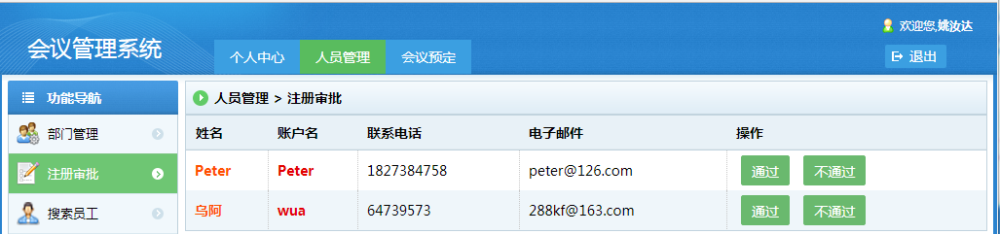 欢迎您,姚汝达
会议管理系统
个人中心 人员管理 会议预定 退出
功能导航 人员管理 > 注册审批
部门管理 姓名 账户名 联系电话 电子邮件 操作
注册审批 Peter Peter 1827384758 peter@126.com 通过 不通过
搜索员工 乌阿 wua 64739573 288kf@163.com 通过 不通过